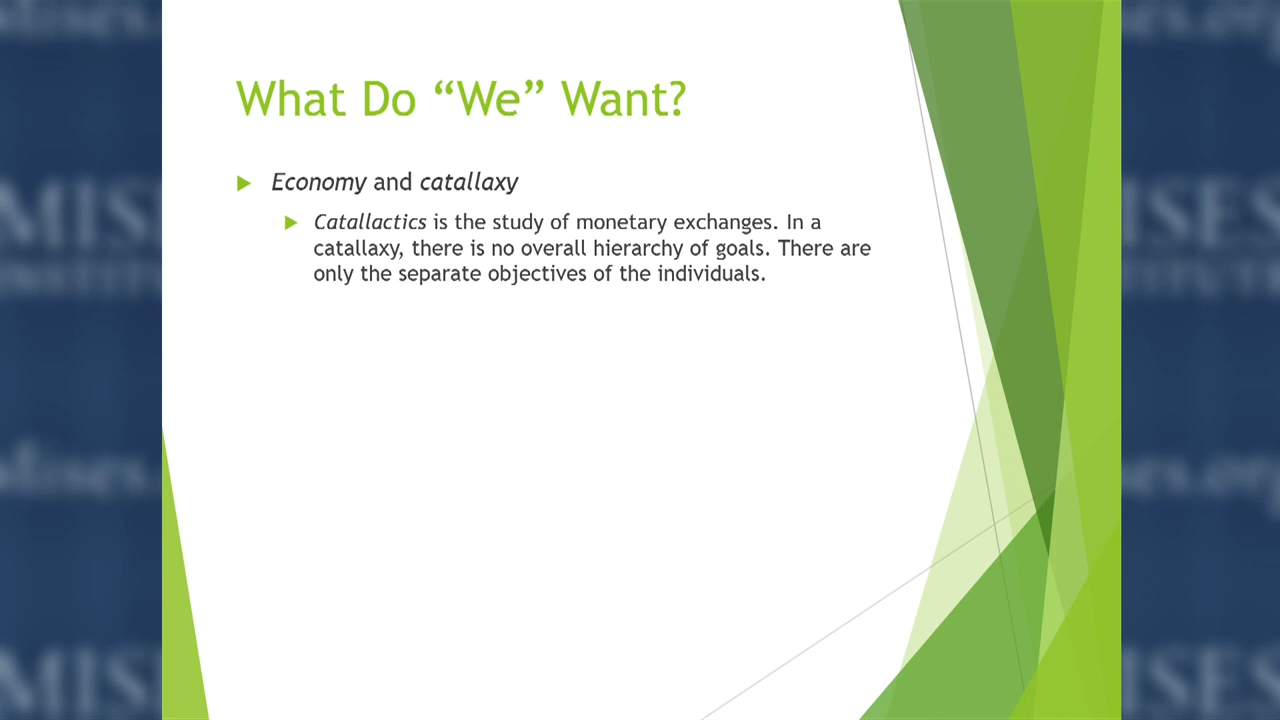 What Do “We” Want?
Economy and catallaxy
Catallactics is the study of monetary exchanges. In a
catallaxy, there is no overall hierarchy of goals. There are
only the separate objectives of the individuals.